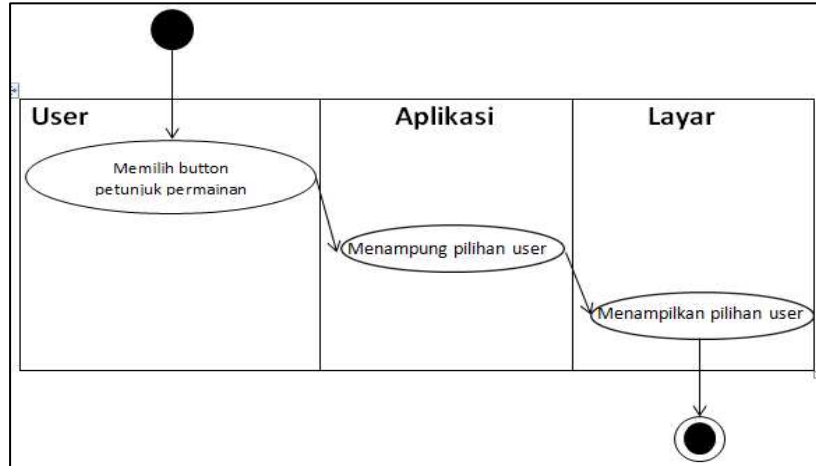 User
Aplikasi
Layar
Memilih button
petunjuk permainan
Menampung pilihan user
Menampilkan pilihan user